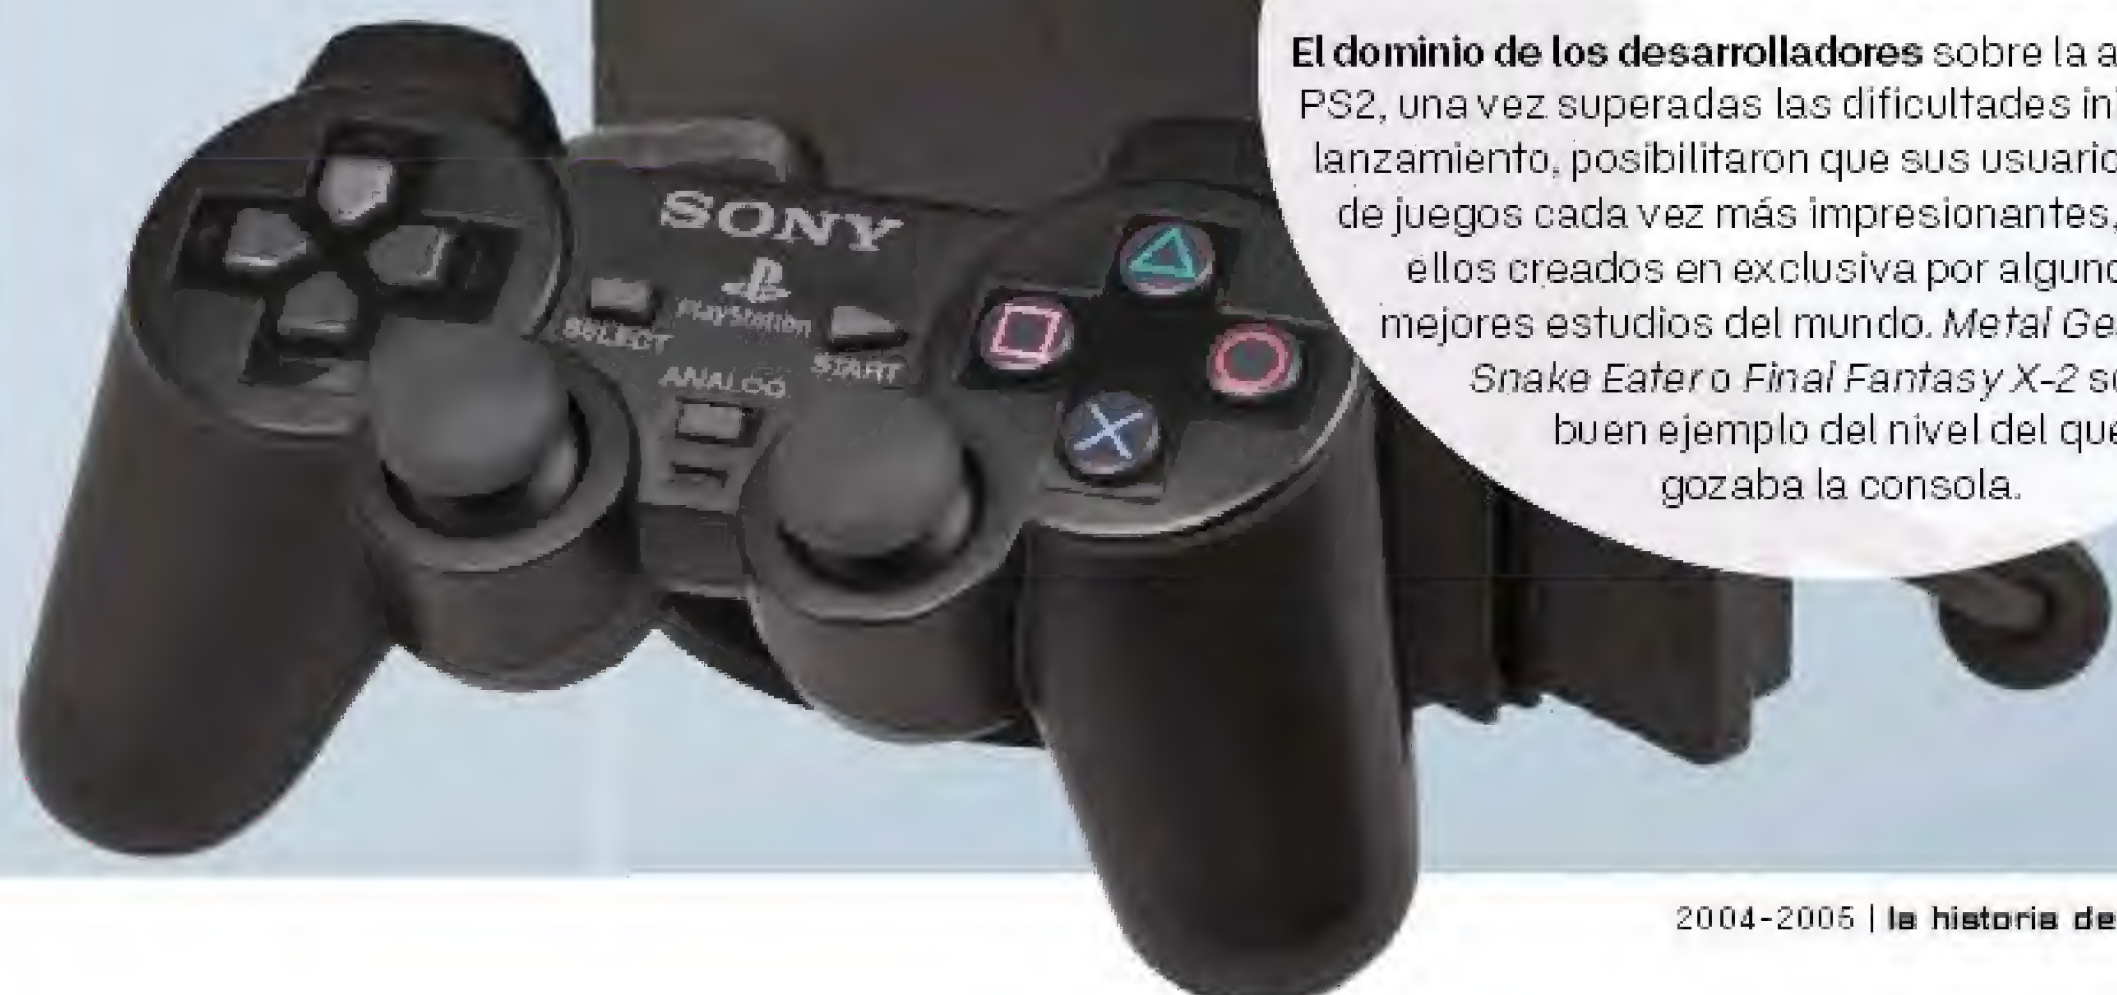 SONY
PlayStation
SELECT
START
ANALOG
El dominio de los desarrolladores sobre la a
PS2, una vez superadas las dificultades ini
lanzamiento, posibilitaron que sus usuario
de juegos cada vez más impresionantes,
ellos creados en exclusiva por alguno
mejores estudios del mundo. Metal Gea
Snake Eater o Final Fantasy X-2 so
buen ejemplo del nivel del que
gozaba la consola.
2004-2005 | la historia de